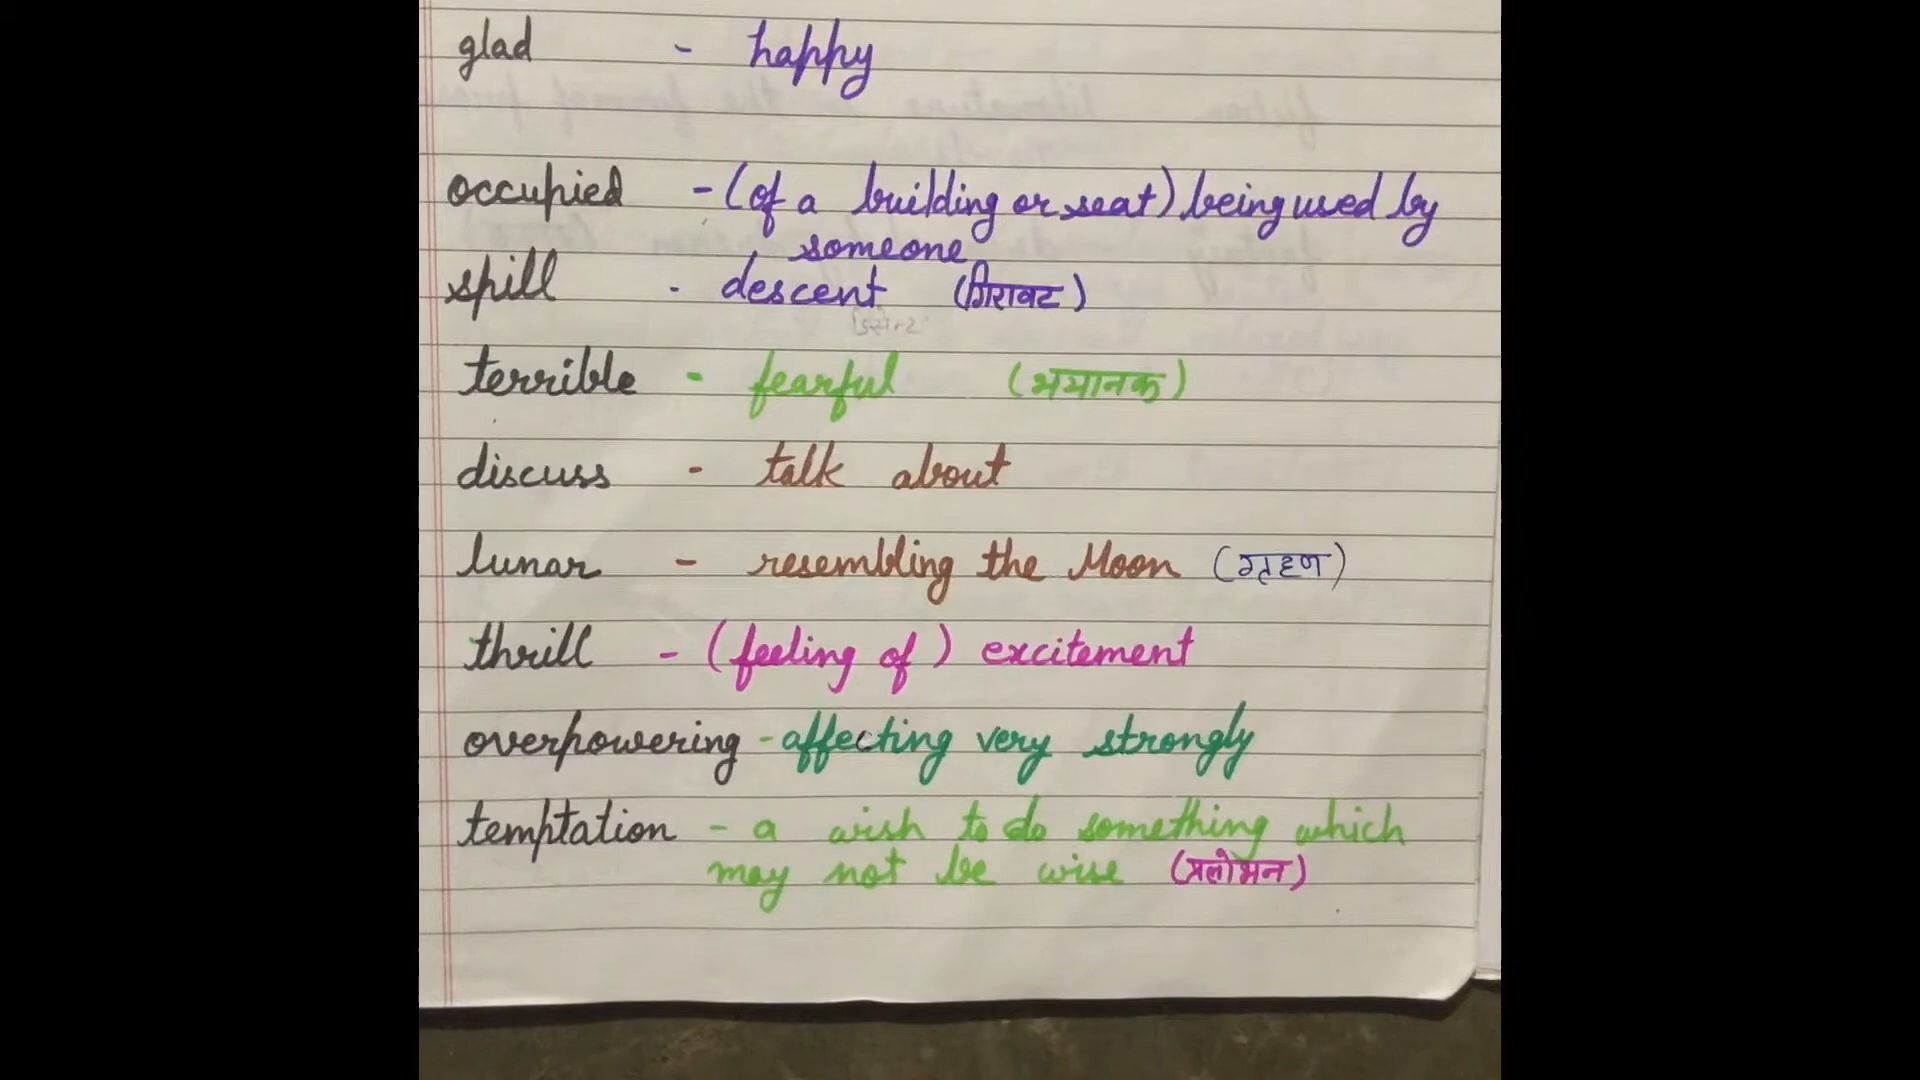 glad - happy
occupied - (of a building or seat) being used by
someone
spill - descent (गिरावट)
terrible - fearful (भयानक)
discuss - talk about
lunar - resembling the Moon (ग्रहण)
thrill - (feeling of) excitement
overpowering - affecting very strongly
temptation - a wish to do something which
may not be wise (प्रलोभन)